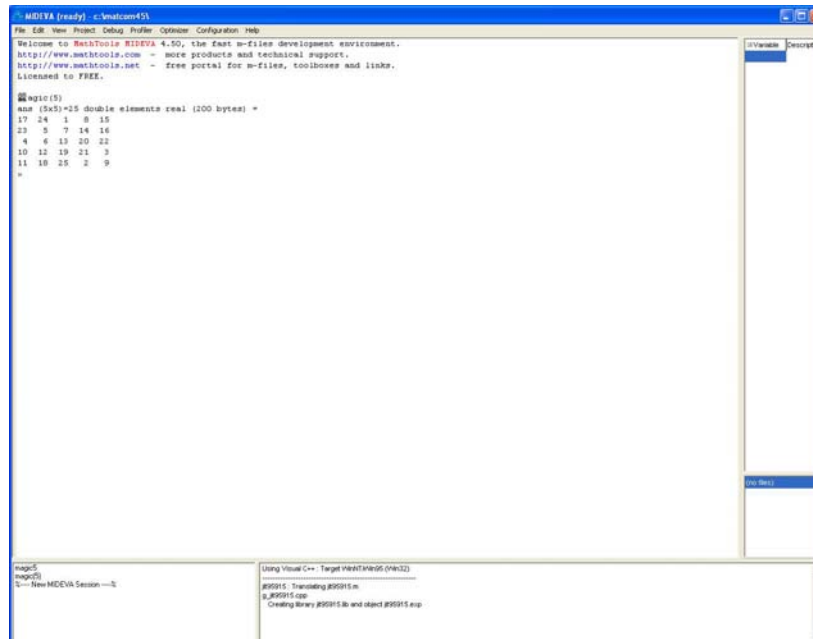 MIDEVA (ready) - c:\matcom45\
File Edit View Project Debug Profiler Optimizer Configuration Help
Welcome to MathTools MIDEVA 4.50, the fast m-files development environment.
http://www.mathtools.com - more products and technical support.
http://www.mathtools.net - free portal for m-files, toolboxes and links.
Licensed to FREE.
agic(5)
ans (5x5)=25 double elements real (200 bytes) =
17 24 1 8 15
23 5 7 14 16
4 6 13 20 22
10 12 19 21 3
11 18 25 2 9
»
Variable Descript
(no files)
magic5
magic(5)
%--- New MIDEVA Session ---%
Using Visual C++ : Target WinNT/Win95 (Win32)
jit95915 : Translating jit95915.m
g_jit95915.cpp
Creating library jit95915.lib and object jit95915.exp